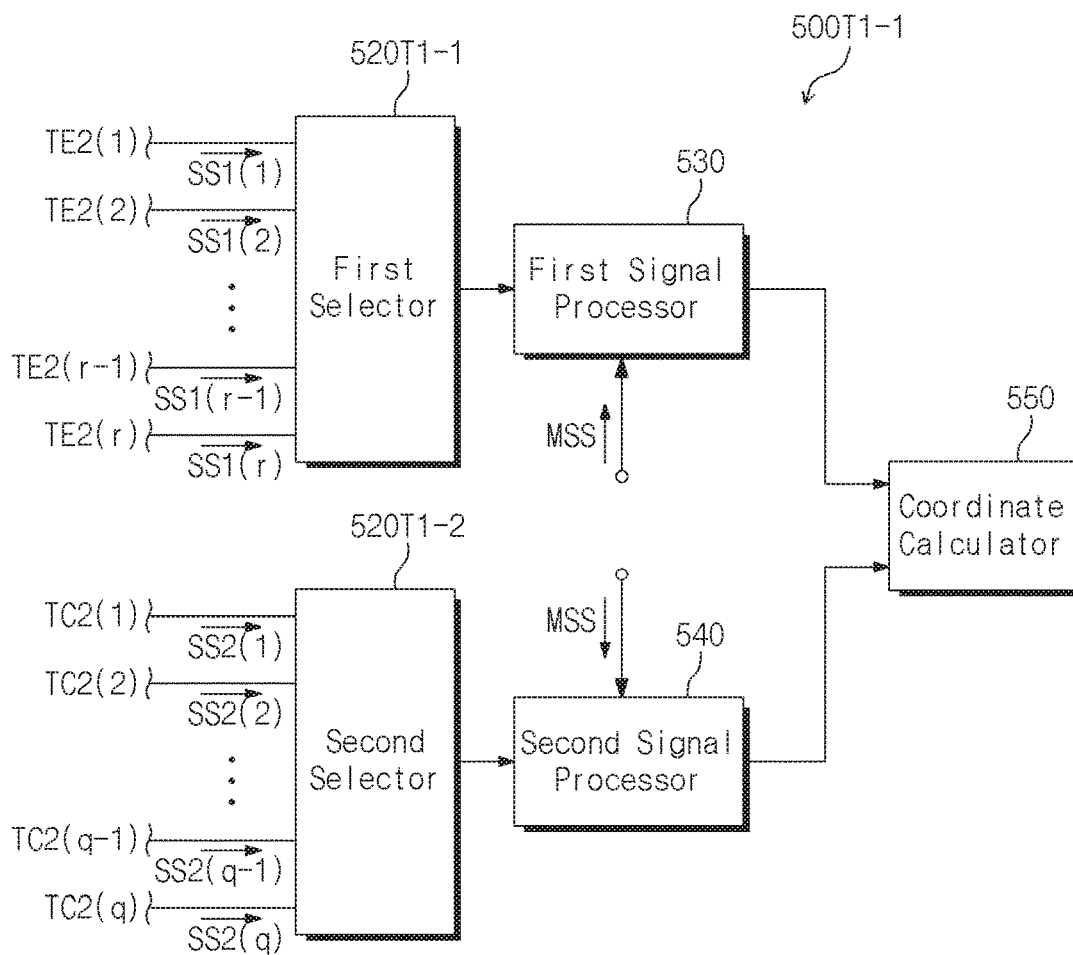 500T1-1
520T1-1
TE2(1)
SS1(1)
TE2(2)
SS1(2)
TE2(r-1)
SS1(r-1)
TE2(r)
SS1(r)
First
Selector
530
First Signal
Processor
MSS
550
Coordinate
Calculator
520T1-2
TC2(1)
SS2(1)
TC2(2)
SS2(2)
TC2(q-1)
SS2(q-1)
TC2(q)
SS2(q)
Second
Selector
MSS
540
Second Signal
Processor